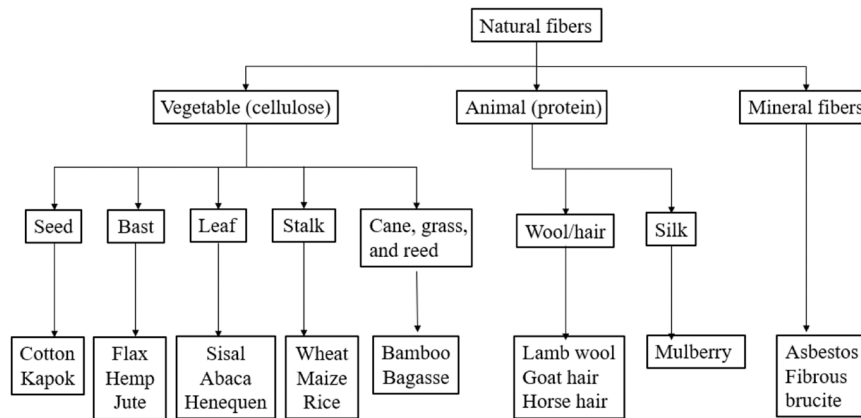 Natural fibers
Vegetable (cellulose)
Animal (protein)
Mineral fibers
Seed
Bast
Leaf
Stalk
Cane, grass,
and reed
Wool/hair
Silk
Cotton
Kapok
Flax
Hemp
Jute
Sisal
Abaca
Henequen
Wheat
Maize
Rice
Bamboo
Bagasse
Lamb wool
Goat hair
Horse hair
Mulberry
Asbestos
Fibrous
brucite